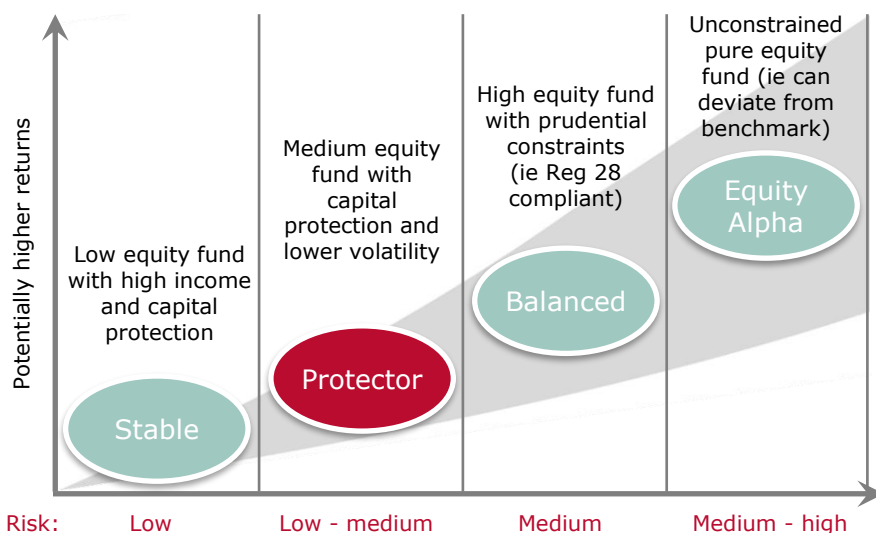 Potentially higher returns
Low equity fund
with high income
and capital
protection
Stable
Medium equity
fund with
capital
protection and
lower volatility
Protector
High equity fund
with prudential
constraints
(ie Reg 28
compliant)
Balanced
Unconstrained
pure equity
fund (ie can
deviate from
benchmark)
Equity
Alpha
Risk: Low Low - medium Medium Medium - high